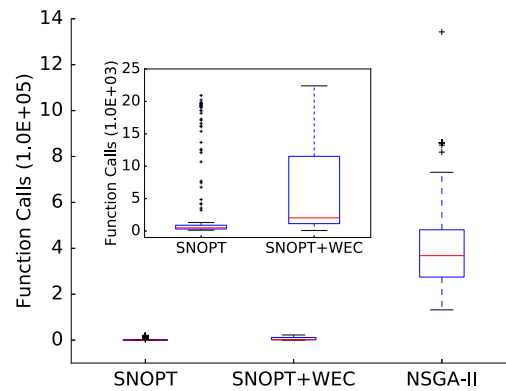 14
12
10
8
6
4
2
0
Function Calls (1.0E+05)
25
20
15
10
5
0
Function Calls (1.0E+03)
SNOPT
SNOPT+WEC
SNOPT
SNOPT+WEC
NSGA-II